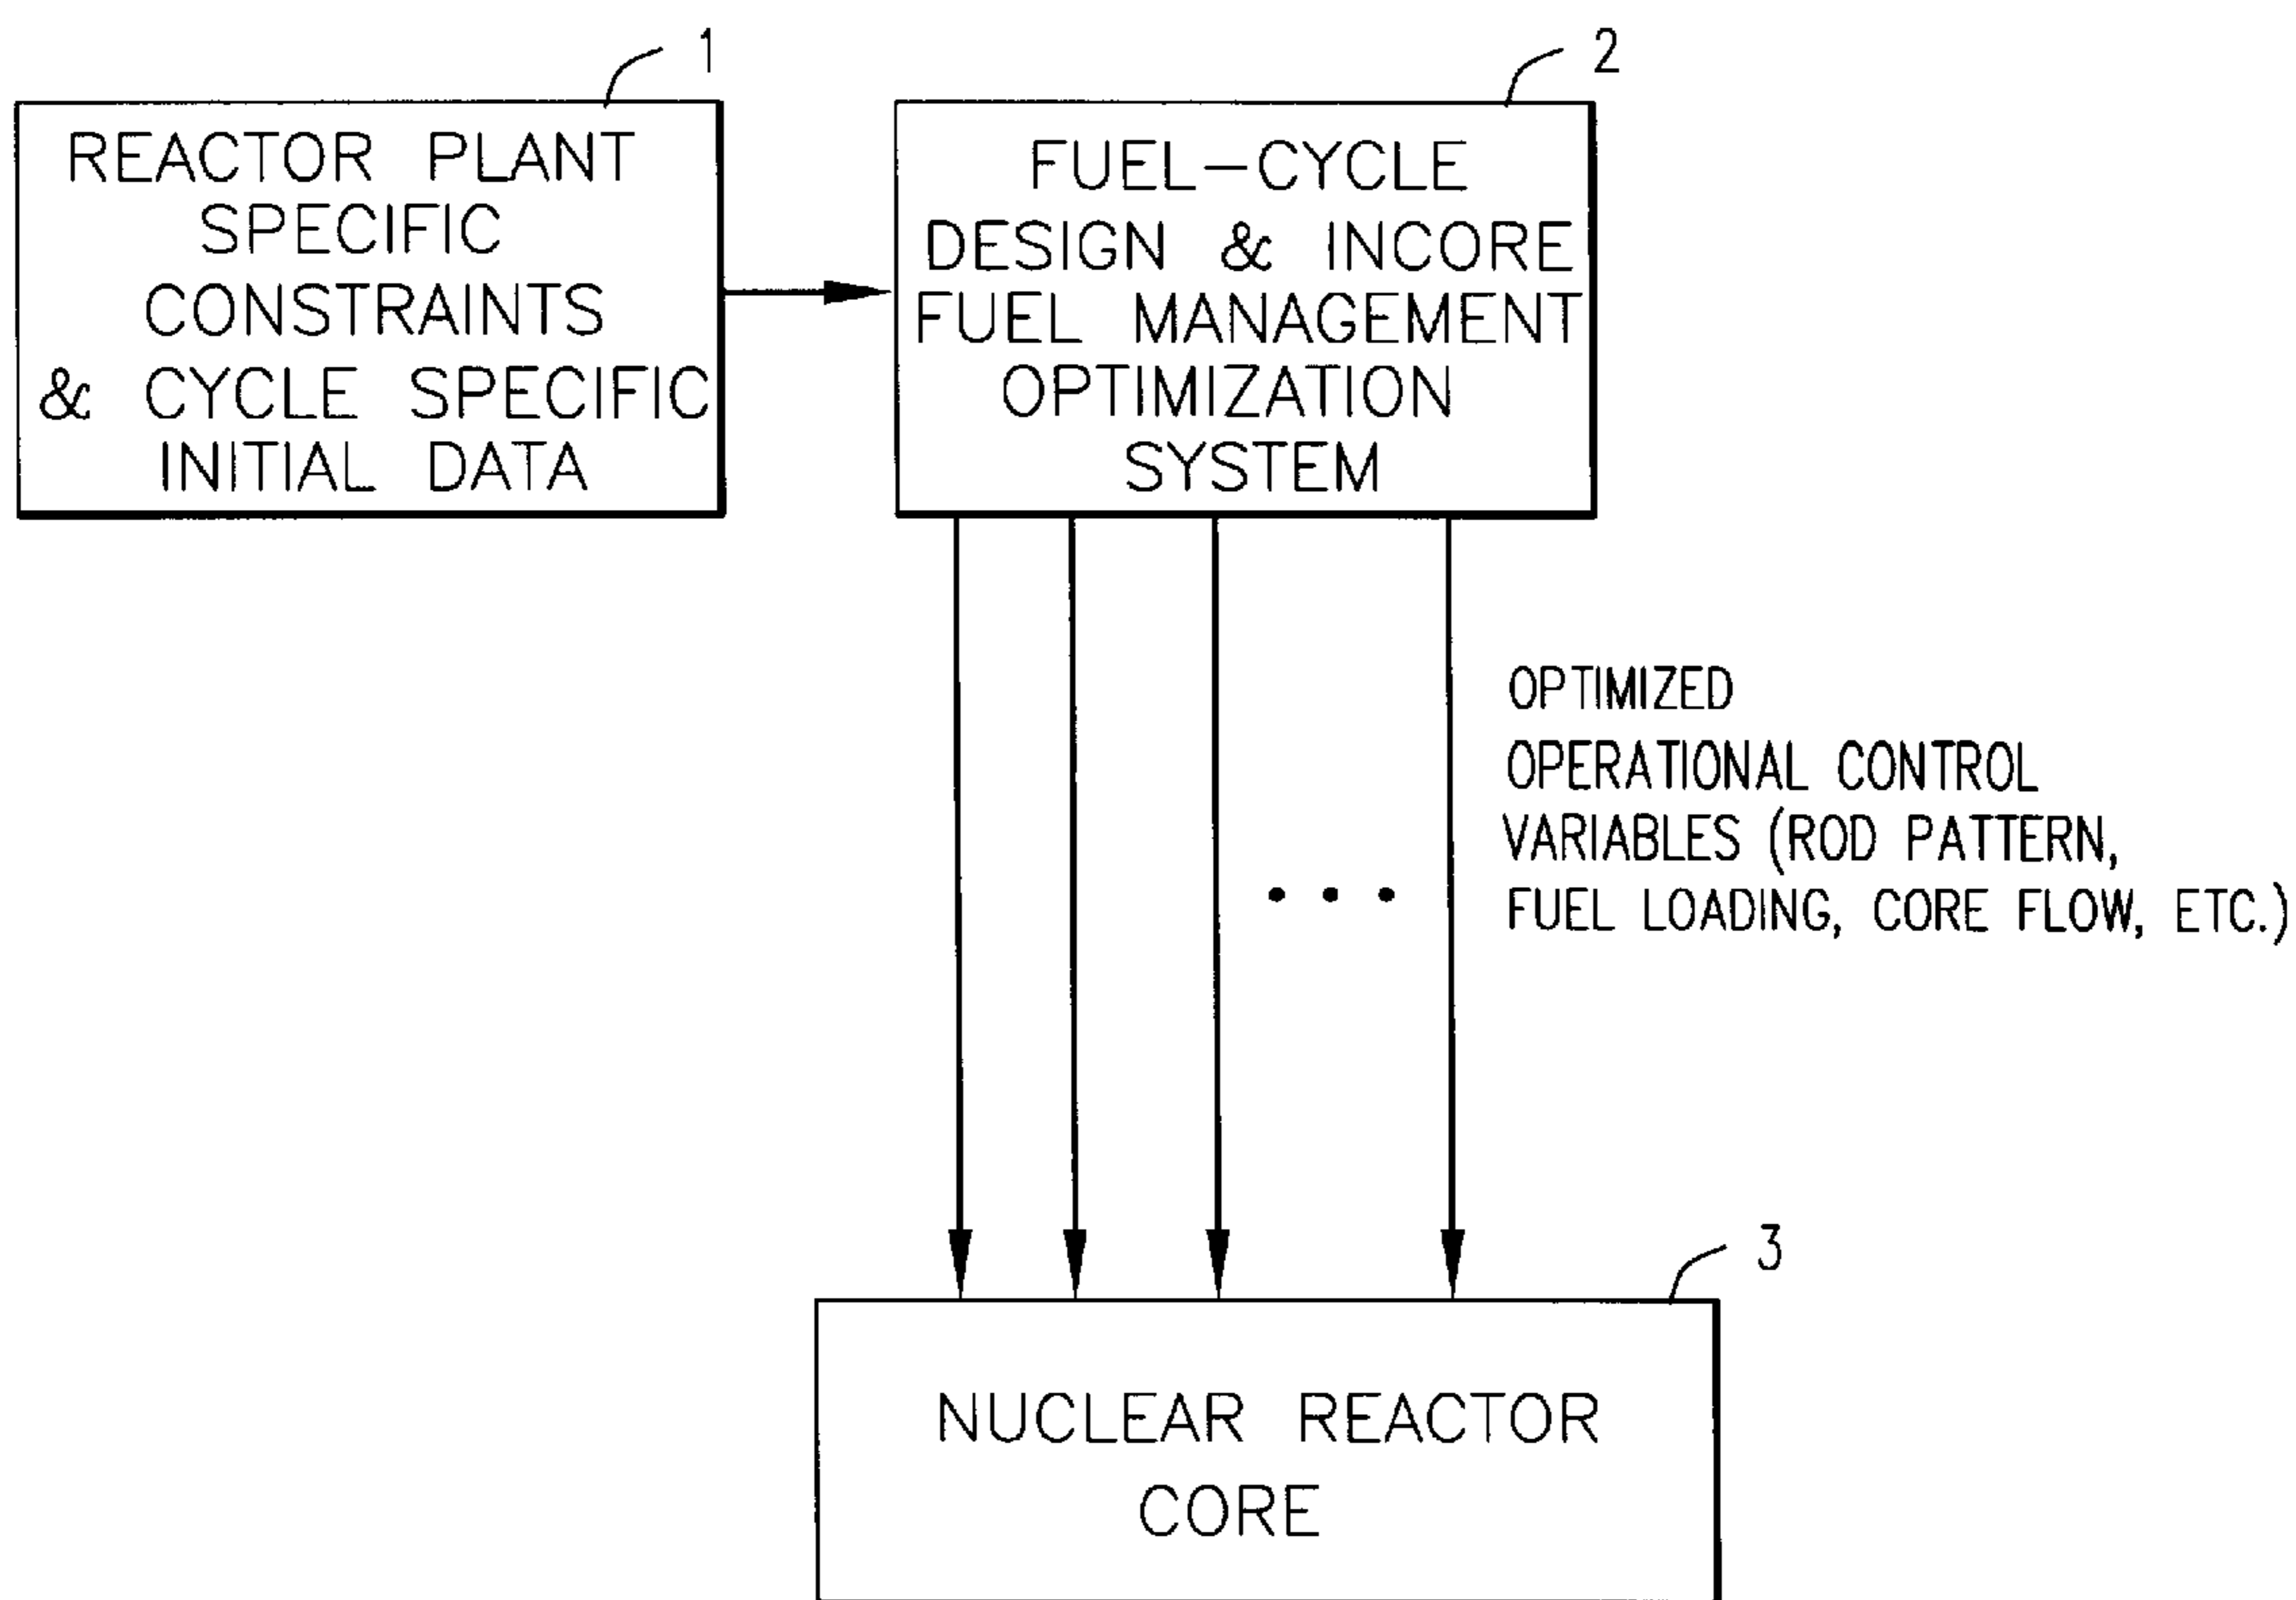 1
REACTOR PLANT
SPECIFIC
CONSTRAINTS
& CYCLE SPECIFIC
INITIAL DATA
2
FUEL-CYCLE
DESIGN & INCORE
FUEL MANAGEMENT
OPTIMIZATION
SYSTEM
OPTIMIZED
OPERATIONAL CONTROL
VARIABLES (ROD PATTERN,
FUEL LOADING, CORE FLOW, ETC.)
3
NUCLEAR REACTOR
CORE